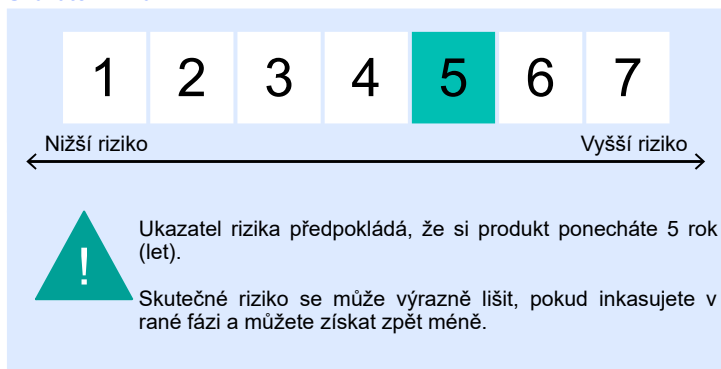 1 2 3 4 5 6 7
Nižší riziko Vyšší riziko
! Ukazatel rizika předpokládá, že si produkt ponecháte 5 rok
(let).
Skutečné riziko se může výrazně lišit, pokud inkasujete v
rané fázi a můžete získat zpět méně.